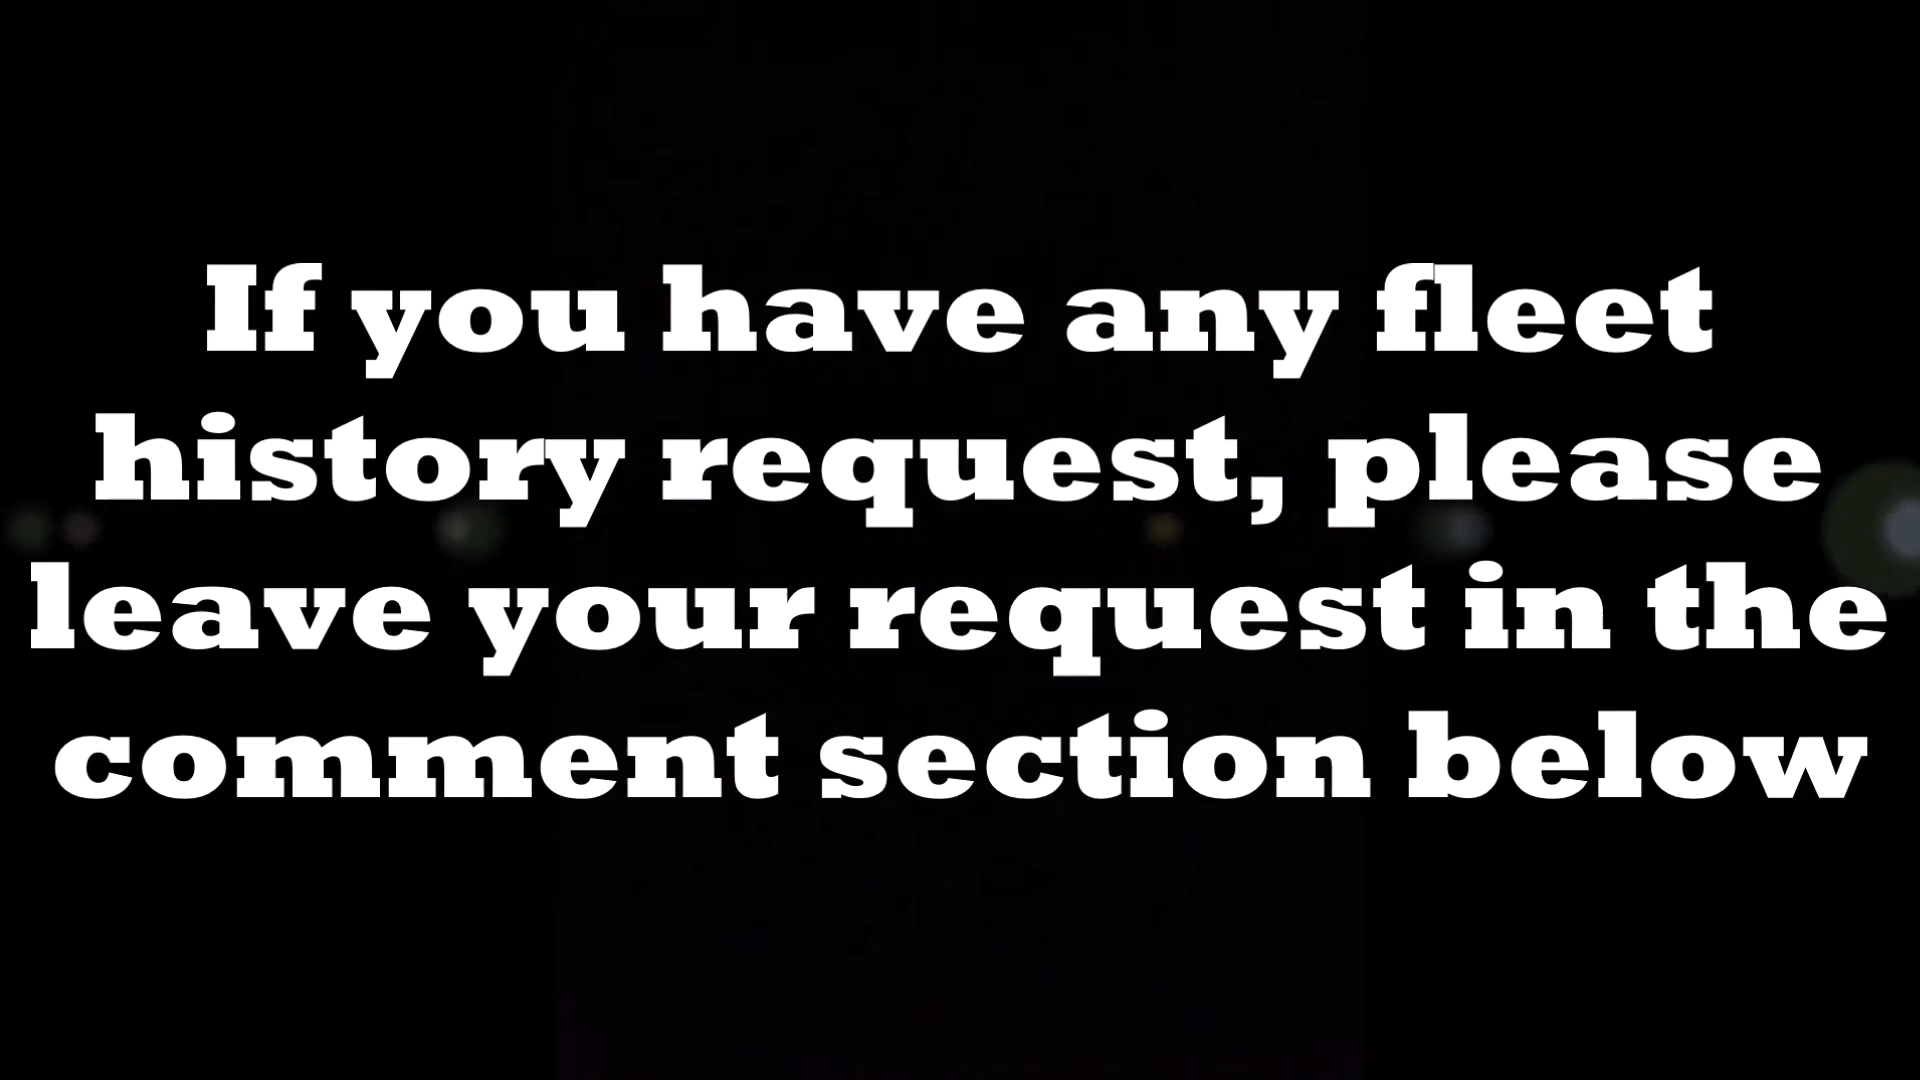 If you have any fleet
history request, please
leave your request in the
comment section below